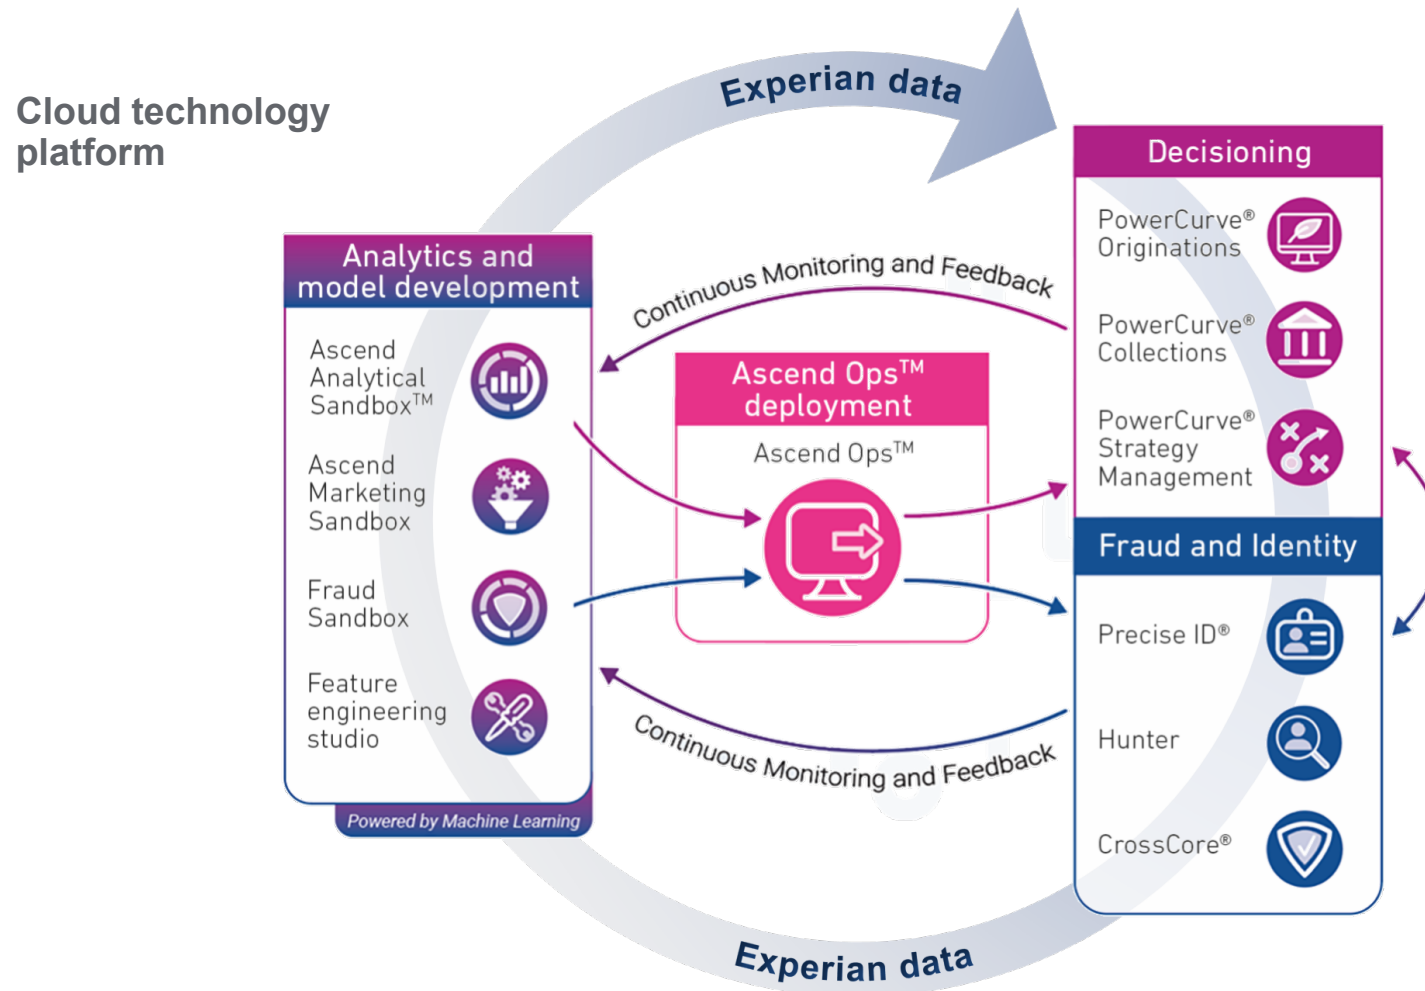 Cloud technology
platform
Experian data
Analytics and
model development
Ascend
Analytical
Sandbox™
Ascend
Marketing
Sandbox
Fraud
Sandbox
Feature
engineering
studio
Powered by Machine Learning
Continuous Monitoring and Feedback
Ascend Ops™
deployment
Ascend Ops™
Continuous Monitoring and Feedback
Decisioning
PowerCurve®
Originations
PowerCurve®
Collections
PowerCurve®
Strategy
Management
Fraud and Identity
Precise ID®
Hunter
CrossCore®
Experian data